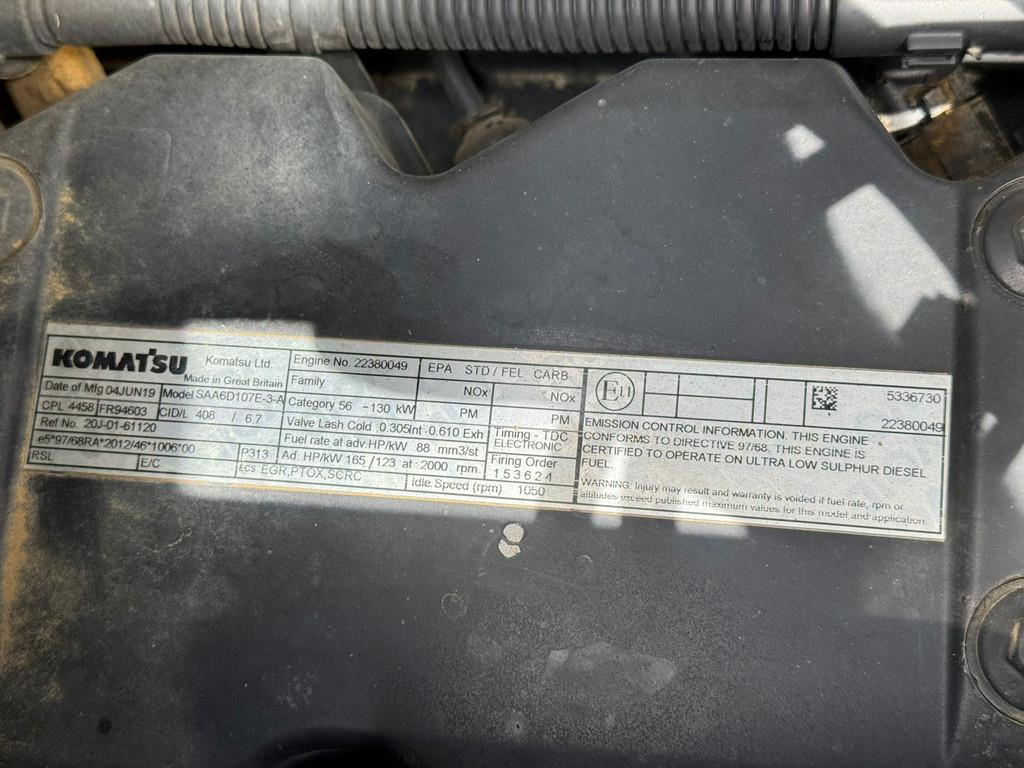 KOMATSU Komatsu Ltd.
Made in Great Britain
Date of Mfg 04JUN19 Model SAA6D107E-3-A
CPL 4458 FR94603 CID/L 408 / 6.7
Ref No. 20J-01-61120
e5*97/68RA*2012/46*1006*00 P313
RSL E/C ecs EGR,PTOX,SCRC
Engine No. 22380049
Family
Category 56 -130 kW
Valve Lash Cold 0.305Int 0.610 Exh
Fuel rate at adv.HP/kW 88 mm3/st
Ad. HP/kW 165 /123 at 2000 rpm.
Idle Speed (rpm) 1050
EPA STD / FEL CARB
NOx NOx
PM PM
Timing - TDC
ELECTRONIC
Firing Order
1 5 3 6 2 4
E11
5336730
22380049
EMISSION CONTROL INFORMATION. THIS ENGINE
CONFORMS TO DIRECTIVE 97/68. THIS ENGINE IS
CERTIFIED TO OPERATE ON ULTRA LOW SULPHUR DIESEL
FUEL.
WARNING: Injury may result and warranty is voided if fuel rate, rpm or
altitudes exceed published maximum values for this model and application.